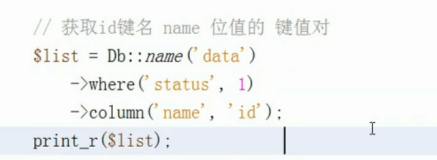 // 获取id键名 name 位值的 键值对
$list = Db::name('data')
->where('status', 1)
->column('name', 'id');
print_r($list);